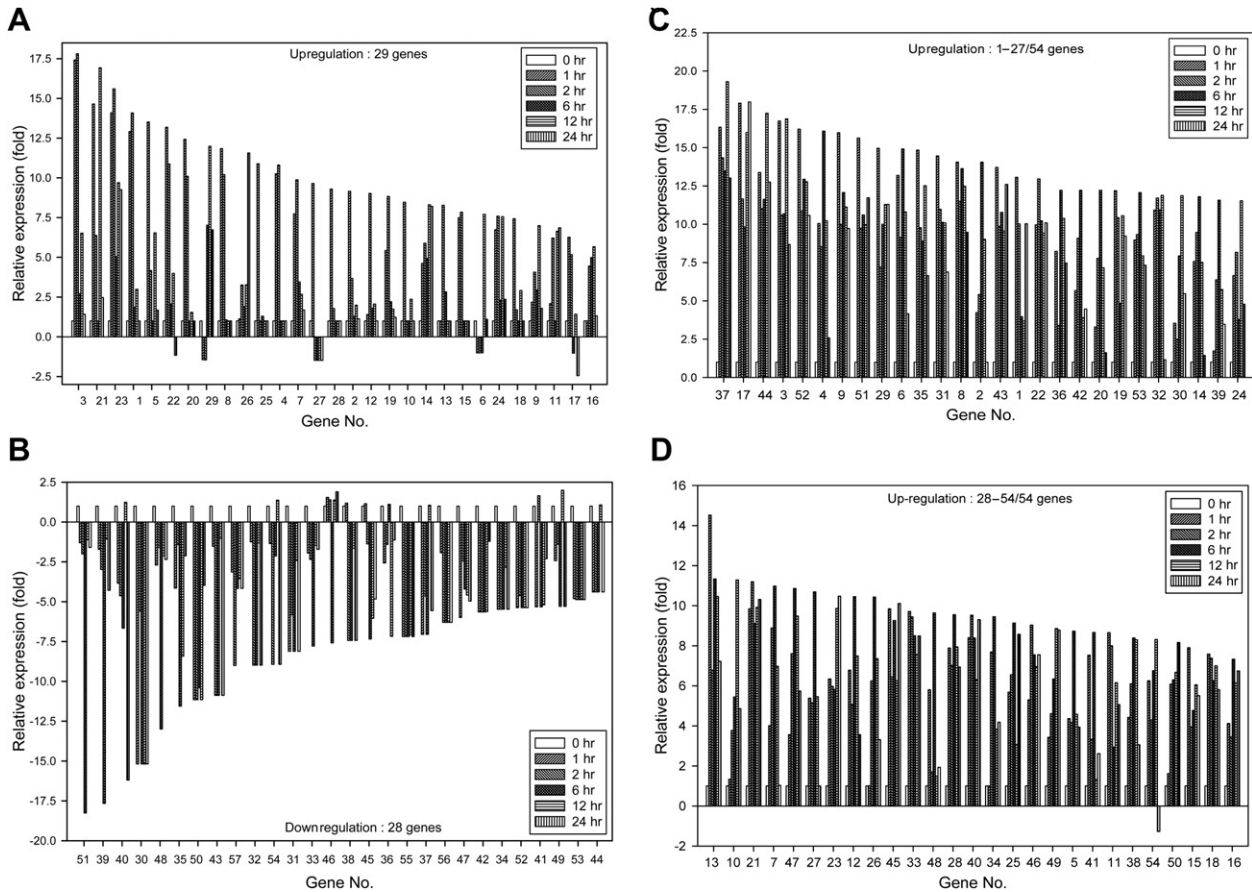 A
Upregulation : 29 genes
0 hr
1 hr
2 hr
6 hr
12 hr
24 hr
Relative expression (fold)
17.5
15.0
12.5
10.0
7.5
5.0
2.5
0.0
-2.5
3 21 23 1 5 22 20 29 8 26 25 4 7 27 28 2 12 19 10 14 13 15 6 24 18 9 11 17 16
Gene No.
B
Relative expression (fold)
2.5
0.0
-2.5
-5.0
-7.5
-10.0
-12.5
-15.0
-17.5
-20.0
0 hr
1 hr
2 hr
6 hr
12 hr
24 hr
Downregulation : 28 genes
51 39 40 30 48 35 50 43 57 32 54 31 33 46 38 45 36 55 37 56 47 42 34 52 41 49 53 44
Gene No.
C
Upregulation : 1–27/54 genes
0 hr
1 hr
2 hr
6 hr
12 hr
24 hr
Relative expression (fold)
22.5
20.0
17.5
15.0
12.5
10.0
7.5
5.0
2.5
0.0
37 17 44 3 52 4 9 51 29 6 35 31 8 2 43 1 22 36 42 20 19 53 32 30 14 39 24
Gene No.
D
Up-regulation : 28–54/54 genes
0 hr
1 hr
2 hr
6 hr
12 hr
24 hr
Relative expression (fold)
16
14
12
10
8
6
4
2
0
-2
13 10 21 7 47 27 23 12 26 45 33 48 28 40 34 25 46 49 5 41 11 38 54 50 15 18 16
Gene No.